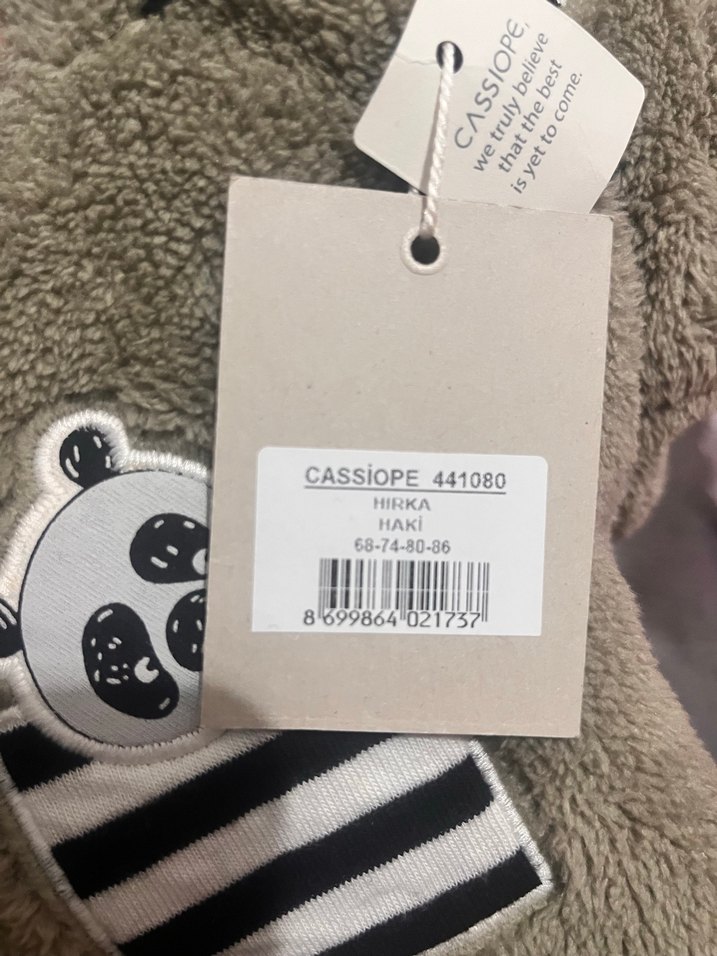 CASSIOPE,
we truly believe
that the best
is yet to come.
CASSİOPE 441080
HIRKA
HAKİ
68-74-80-86
8 699864 021737